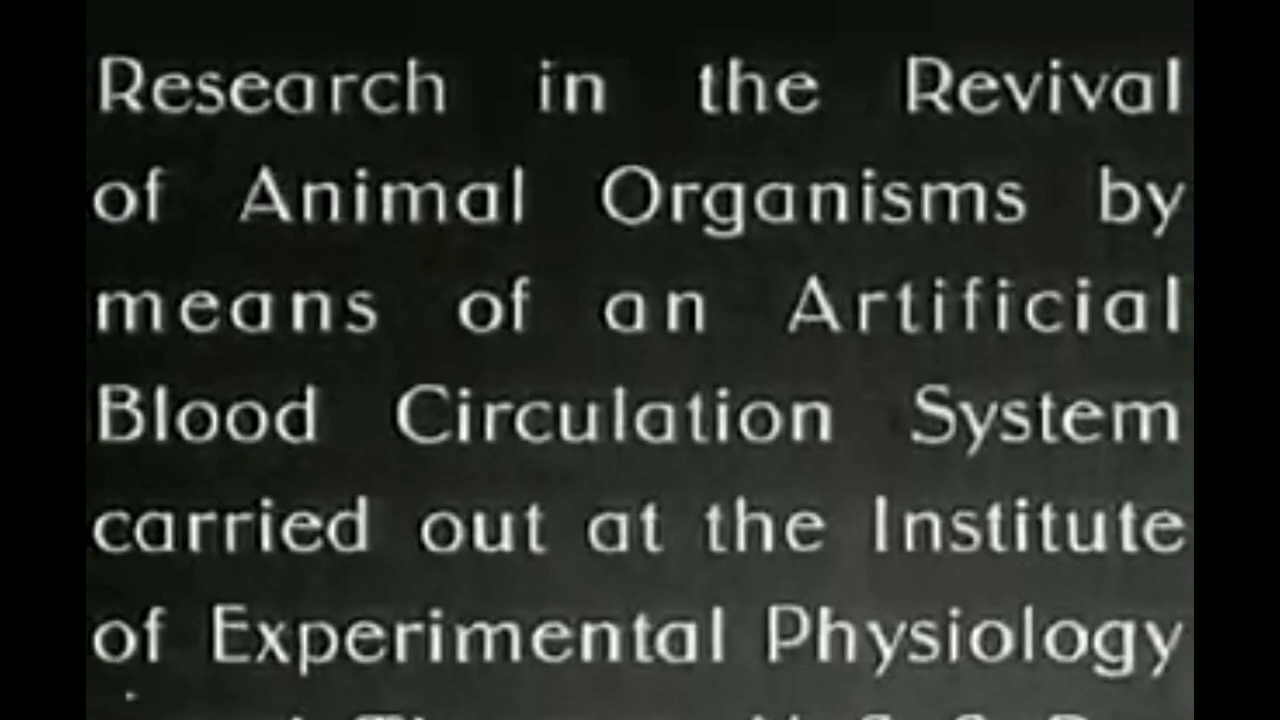 Research in the Revival
of Animal Organisms by
means of an Artificial
Blood Circulation System
carried out at the Institute
of Experimental Physiology